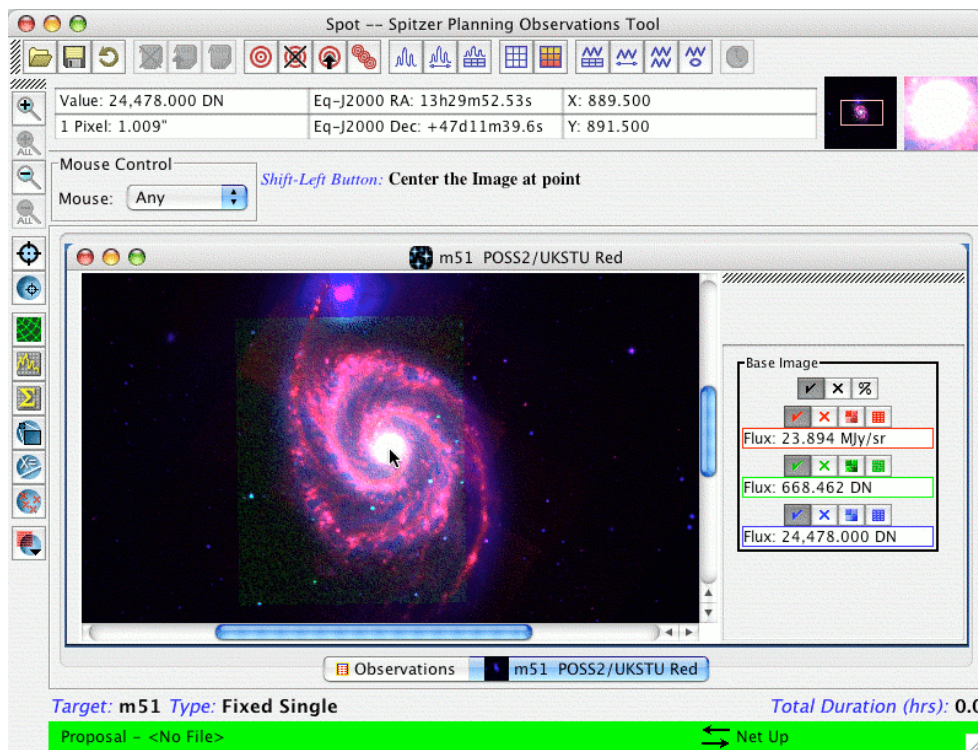 Spot -- Spitzer Planning Observations Tool
Value: 24,478.000 DN
Eq-J2000 RA: 13h29m52.53s
X: 889.500
1 Pixel: 1.009"
Eq-J2000 Dec: +47d11m39.6s
Y: 891.500
ALL
ALL
Mouse Control
Mouse: Any
Shift-Left Button: Center the Image at point
m51 POSS2/UKSTU Red
Base Image
%
Flux: 23.894 MJy/sr
Flux: 668.462 DN
Flux: 24,478.000 DN
Observations
m51 POSS2/UKSTU Red
Target: m51 Type: Fixed Single
Total Duration (hrs): 0.0
Proposal - <No File>
Net Up